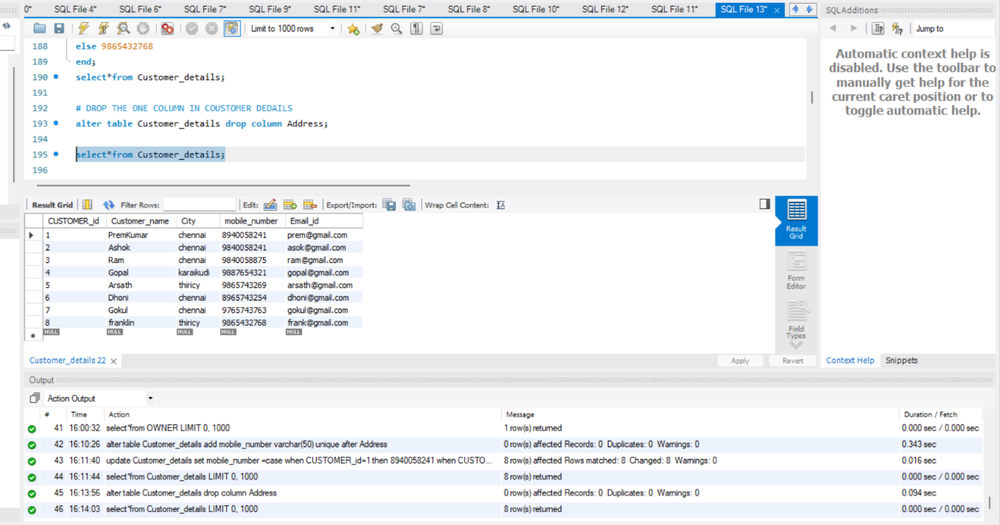 0* SQL File 4* SQL File 6* SQL File 7* SQL File 9* SQL File 11* SQL File 7* SQL File 8* SQL File 10* SQL File 12* SQL File 11* SQL File 13*
SQLAdditions
Limit to 1000 rows
Jump to
188 else 9865432768
189 end;
190 select*from Customer_details;
191
192 # DROP THE ONE COLUMN IN COUSTOMER DEDAILS
193 alter table Customer_details drop column Address;
194
195 select*from Customer_details;
196
Automatic context help is
disabled. Use the toolbar to
manually get help for the
current caret position or to
toggle automatic help.
Result Grid Filter Rows: Edit: Export/Import: Wrap Cell Content:
CUSTOMER_id Customer_name City mobile_number Email_id
1 PremKumar chennai 8940058241 prem@gmail.com
2 Ashok chennai 9840058241 asok@gmail.com
3 Ram chennai 9840058875 ram@gmail.com
4 Gopal karaikudi 9887654321 gopal@gmail.com
5 Arsath thiricy 9865743269 arsath@gmail.com
6 Dhoni chennai 8965743254 dhoni@gmail.com
7 Gokul chennai 9765743763 gokul@gmail.com
8 franklin thiricy 9865432768 frank@gmail.com
NULL NULL NULL NULL NULL
Result
Grid
Form
Editor
Field
Types
Customer_details 22
Apply Revert
Context Help Snippets
Output
Action Output
# Time Action Message Duration / Fetch
41 16:00:32 select*from OWNER LIMIT 0, 1000 1 row(s) returned 0.000 sec / 0.000 sec
42 16:10:26 alter table Customer_details add mobile_number varchar(50) unique after Address 0 row(s) affected Records: 0 Duplicates: 0 Warnings: 0 0.343 sec
43 16:11:40 update Customer_details set mobile_number =case when CUSTOMER_id=1 then 8940058241 when CUSTO... 8 row(s) affected Rows matched: 8 Changed: 8 Warnings: 0 0.016 sec
44 16:11:44 select*from Customer_details LIMIT 0, 1000 8 row(s) returned 0.000 sec / 0.000 sec
45 16:13:56 alter table Customer_details drop column Address 0 row(s) affected Records: 0 Duplicates: 0 Warnings: 0 0.094 sec
46 16:14:03 select*from Customer_details LIMIT 0, 1000 8 row(s) returned 0.000 sec / 0.000 sec